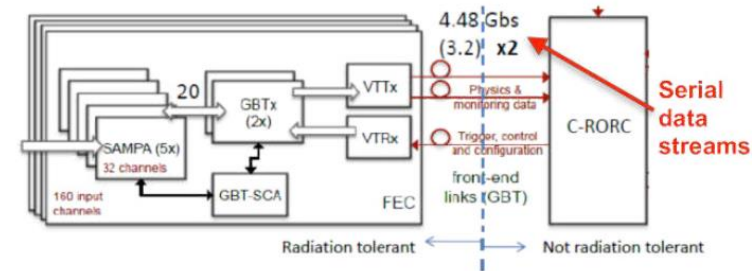 4.48 Gbs
(3.2) x2
20
GBTx
(2x)
VTTx
Physics &
monitoring data
Serial
data
streams
C-RORC
SAMPA (5x)
32 channels
VTRx
Trigger, control
and configuration
160 input
channels
GBT-SCA
FEC
front-end
links (GBT)
Radiation tolerant
Not radiation tolerant